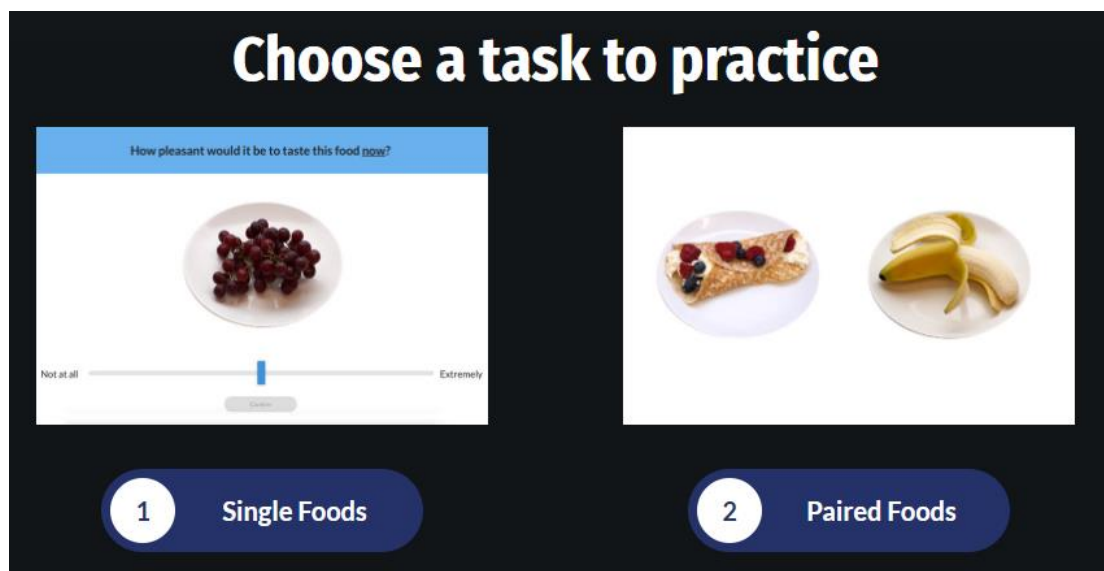 Choose a task to practice
How pleasant would it be to taste this food now?
Not at all
Extremely
1
Single Foods
2
Paired Foods